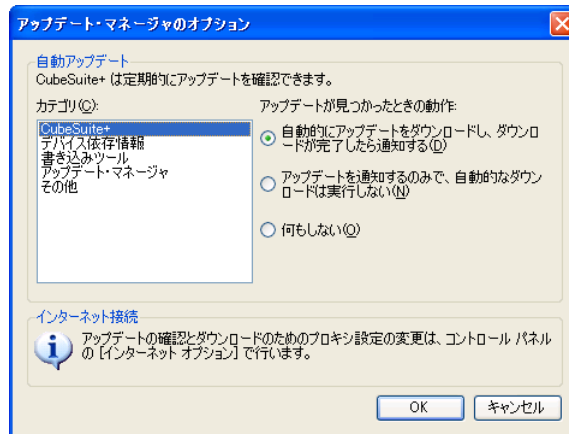 アップデート・マネージャのオプション
自動アップデート
CubeSuite+ は定期的にアップデートを確認できます。
カテゴリ(C):
CubeSuite+
デバイス依存情報
書き込みツール
アップデート・マネージャ
その他
アップデートが見つかったときの動作:
自動的にアップデートをダウンロードし、ダウンロ
ードが完了したら通知する(D)
アップデートを通知するのみで、自動的なダウン
ロードは実行しない(N)
何もしない(O)
インターネット接続
アップデートの確認とダウンロードのためのプロキシ設定の変更は、コントロール パネル
の [インターネット オプション] で行います。
OK
キャンセル